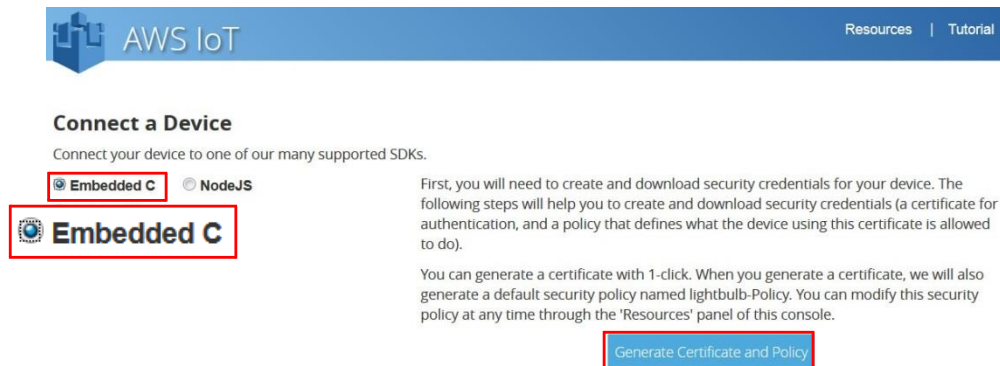 AWS IoT
Resources | Tutorial
Connect a Device
Connect your device to one of our many supported SDKs.
Embedded C NodeJS
Embedded C
First, you will need to create and download security credentials for your device. The
following steps will help you to create and download security credentials (a certificate for
authentication, and a policy that defines what the device using this certificate is allowed
to do).
You can generate a certificate with 1-click. When you generate a certificate, we will also
generate a default security policy named lightbulb-Policy. You can modify this security
policy at any time through the 'Resources' panel of this console.
Generate Certificate and Policy